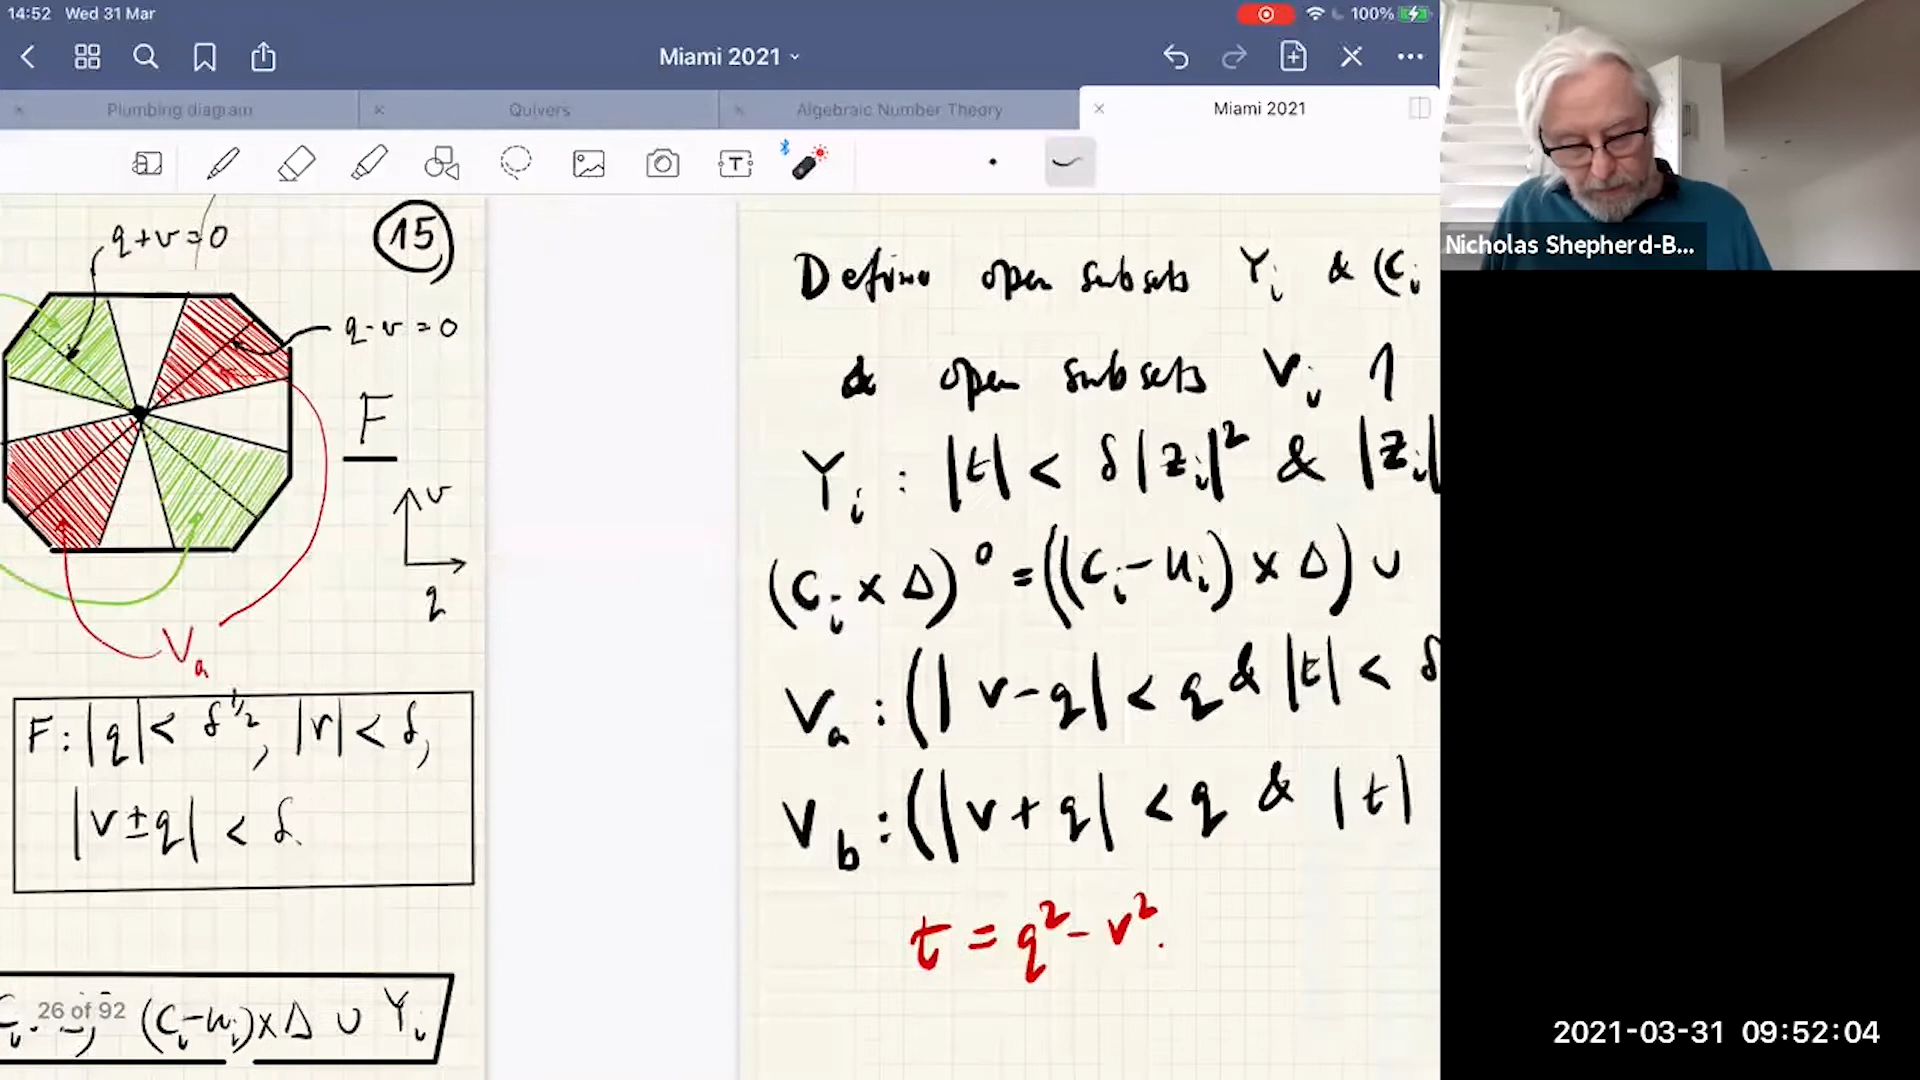 14:52 Wed 31 Mar
100%
Miami 2021
Plumbing diagram
Quivers
Algebraic Number Theory
Miami 2021
Nicholas Shepherd-B...
q+v=0
15
q-v=0
F
v
q
V_a
F: |q| < δ^{1/2}, |v| < δ,
|v±q| < δ.
26 of 92
(C_i-u_i)×Δ ∪ Y_i
Define open subsets Y_i & (C_i
& open subsets V_i
Y_i : |t| < δ|z_i|^2 & |z_i|
(C_i × Δ)^0 = ((C_i - u_i) × Δ) ∪
V_a : (|v-q| < q & |t| < δ
V_b : (|v+q| < q & |t|
t = q^2 - v^2.
2021-03-31 09:52:04